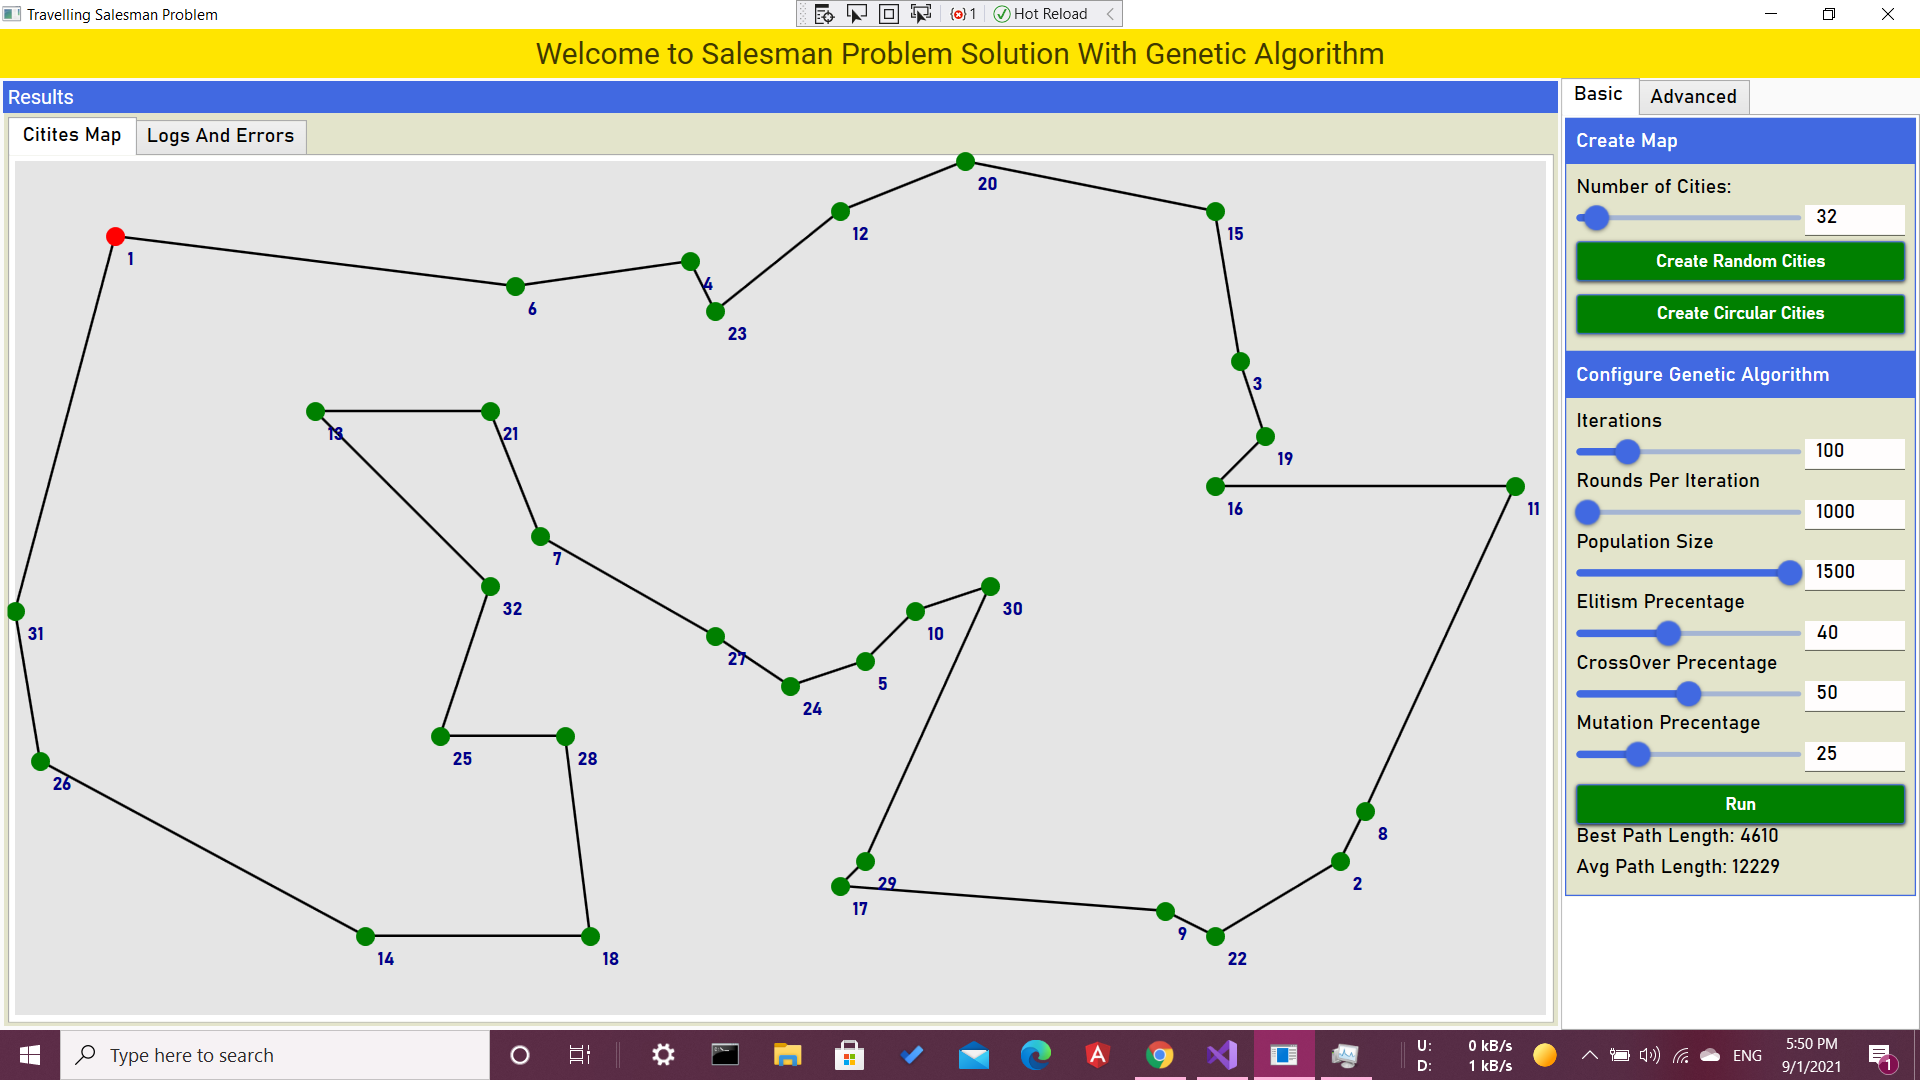 Travelling Salesman Problem
1
Hot Reload
Welcome to Salesman Problem Solution With Genetic Algorithm
Results
Citites Map
Logs And Errors
20
12
15
1
4
6
23
3
13
21
19
16
11
7
32
30
31
10
27
5
24
25
28
26
8
29
2
17
9
14
18
22
Basic
Advanced
Create Map
Number of Cities:
32
Create Random Cities
Create Circular Cities
Configure Genetic Algorithm
Iterations
100
Rounds Per Iteration
1000
Population Size
1500
Elitism Precentage
40
CrossOver Precentage
50
Mutation Precentage
25
Run
Best Path Length: 4610
Avg Path Length: 12229
Type here to search
U: 0 kB/s
D: 1 kB/s
ENG
5:50 PM
9/1/2021
1